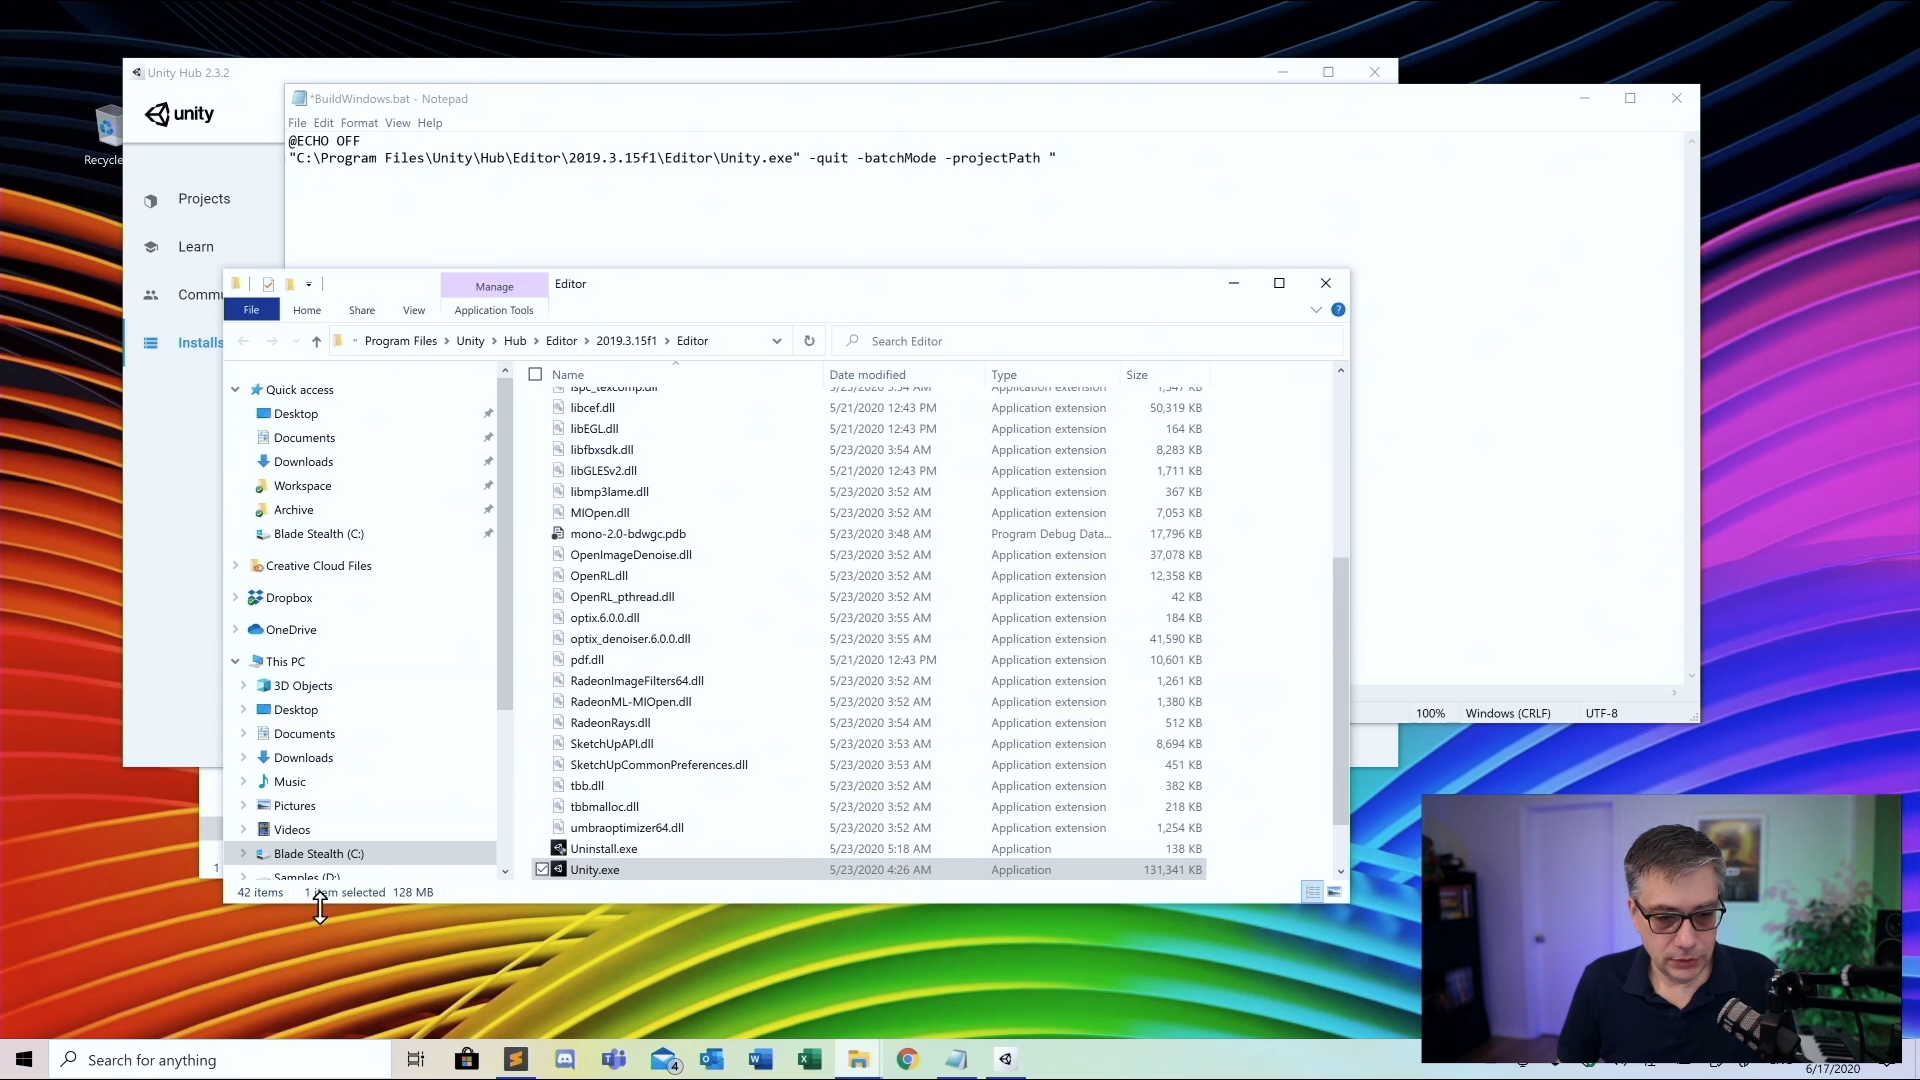 Unity Hub 2.3.2
unity
Projects
Learn
Commu
Installs
Recycle
*BuildWindows.bat - Notepad
File Edit Format View Help
@ECHO OFF
"C:\Program Files\Unity\Hub\Editor\2019.3.15f1\Editor\Unity.exe" -quit -batchMode -projectPath "
100% Windows (CRLF) UTF-8
Manage Editor
File Home Share View Application Tools
Program Files Unity Hub Editor 2019.3.15f1 Editor
Search Editor
Quick access
Desktop
Documents
Downloads
Workspace
Archive
Blade Stealth (C:)
Creative Cloud Files
Dropbox
OneDrive
This PC
3D Objects
Desktop
Documents
Downloads
Music
Pictures
Videos
Blade Stealth (C:)
Samples (D:)
Name Date modified Type Size
ispc_texcomp.dll 5/23/2020 3:54 AM Application extension 1,547 KB
libcef.dll 5/21/2020 12:43 PM Application extension 50,319 KB
libEGL.dll 5/21/2020 12:43 PM Application extension 164 KB
libfbxsdk.dll 5/23/2020 3:54 AM Application extension 8,283 KB
libGLESv2.dll 5/21/2020 12:43 PM Application extension 1,711 KB
libmp3lame.dll 5/23/2020 3:52 AM Application extension 367 KB
MIOpen.dll 5/23/2020 3:52 AM Application extension 7,053 KB
mono-2.0-bdwgc.pdb 5/23/2020 3:48 AM Program Debug Data... 17,796 KB
OpenImageDenoise.dll 5/23/2020 3:52 AM Application extension 37,078 KB
OpenRL.dll 5/23/2020 3:52 AM Application extension 12,358 KB
OpenRL_pthread.dll 5/23/2020 3:52 AM Application extension 42 KB
optix.6.0.0.dll 5/23/2020 3:55 AM Application extension 184 KB
optix_denoiser.6.0.0.dll 5/23/2020 3:55 AM Application extension 41,590 KB
pdf.dll 5/21/2020 12:43 PM Application extension 10,601 KB
RadeonImageFilters64.dll 5/23/2020 3:52 AM Application extension 1,261 KB
RadeonML-MIOpen.dll 5/23/2020 3:52 AM Application extension 1,380 KB
RadeonRays.dll 5/23/2020 3:54 AM Application extension 512 KB
SketchUpAPI.dll 5/23/2020 3:53 AM Application extension 8,694 KB
SketchUpCommonPreferences.dll 5/23/2020 3:53 AM Application extension 451 KB
tbb.dll 5/23/2020 3:52 AM Application extension 382 KB
tbbmalloc.dll 5/23/2020 3:52 AM Application extension 218 KB
umbraoptimizer64.dll 5/23/2020 3:52 AM Application extension 1,254 KB
Uninstall.exe 5/23/2020 5:18 AM Application 138 KB
Unity.exe 5/23/2020 4:26 AM Application 131,341 KB
42 items 1 item selected 128 MB
1
Search for anything
4
6/17/2020